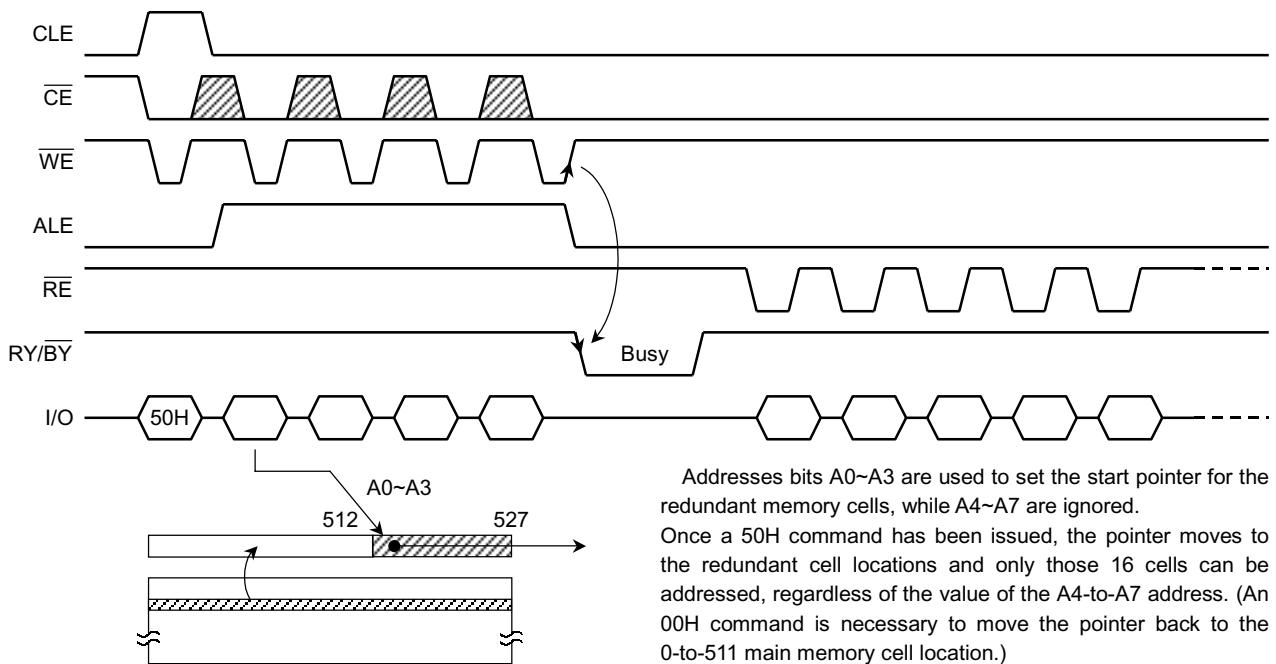 CLE
CE
WE
ALE
RE
RY/BY
Busy
I/O
50H
A0~A3
512
527
Addresses bits A0~A3 are used to set the start pointer for the
redundant memory cells, while A4~A7 are ignored.
Once a 50H command has been issued, the pointer moves to
the redundant cell locations and only those 16 cells can be
addressed, regardless of the value of the A4-to-A7 address. (An
00H command is necessary to move the pointer back to the
0-to-511 main memory cell location.)